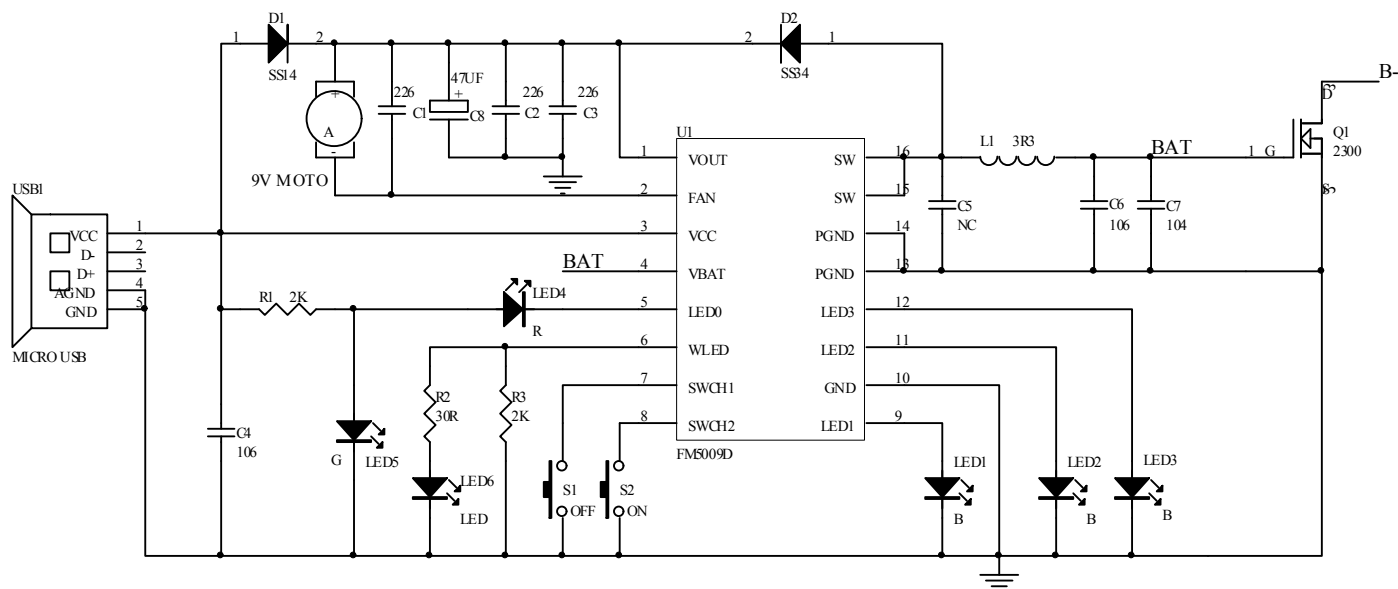 D1
1 2
SS14
D2
2 1
SS34
B-
D
226
C1
47UF
+
C8
226
C2
226
C3
+
A
-
9V MOTO
U1
L1 3R3
BAT
1 G
Q1
2300
S
USB1
VCC 1
D- 2
D+ 3
AGND 4
GND 5
MICRO USB
1 VOUT SW 16
2 FAN SW 15
3 VCC PGND 14
BAT
4 VBAT PGND 13
5 LED0 LED3 12
6 WLED LED2 11
7 SWCH1 GND 10
8 SWCH2 LED1 9
FM5009D
C5
NC
C6
106
C7
104
R1 2K
LED4
R
R2
30R
R3
2K
C4
106
G
LED5
LED6
LED
S1
OFF
S2
ON
LED1
B
LED2
B
LED3
B